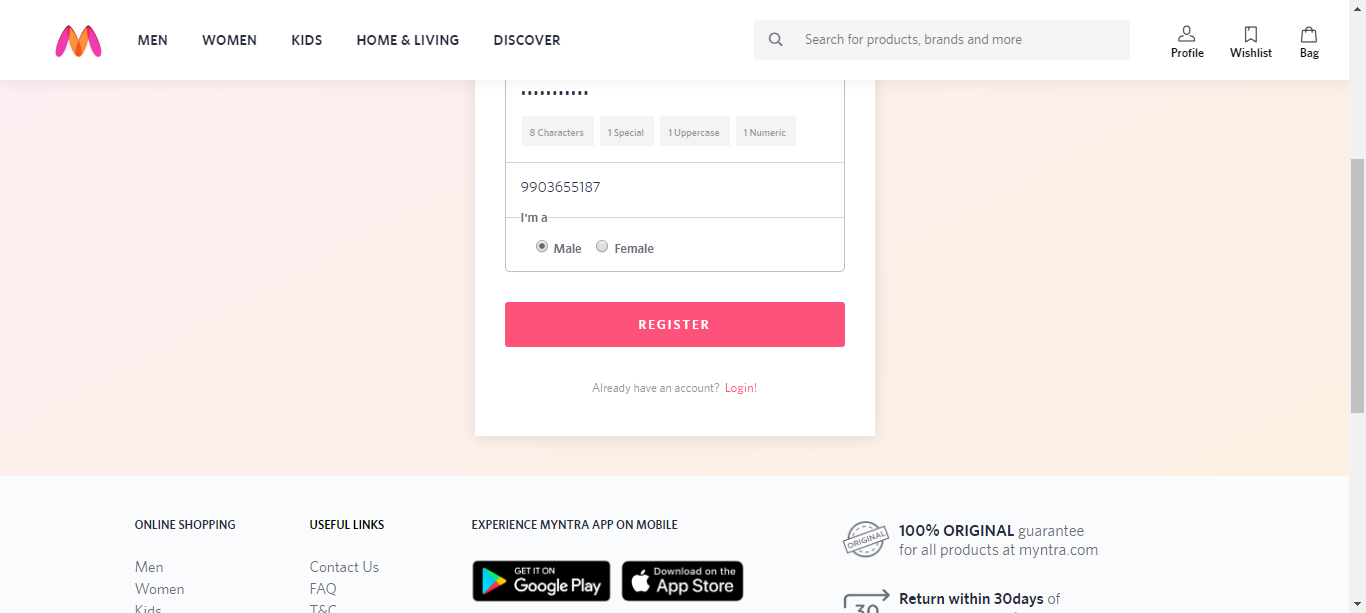 MEN WOMEN KIDS HOME & LIVING DISCOVER
Search for products, brands and more
Profile Wishlist Bag
•••••••••••
8 Characters 1 Special 1 Uppercase 1 Numeric
9903655187
I'm a
Male Female
REGISTER
Already have an account? Login!
ONLINE SHOPPING
Men
Women
Kids
USEFUL LINKS
Contact Us
FAQ
T&C
EXPERIENCE MYNTRA APP ON MOBILE
GET IT ON
Google Play
Download on the
App Store
ORIGINAL
100% ORIGINAL guarantee
for all products at myntra.com
30
Return within 30days of